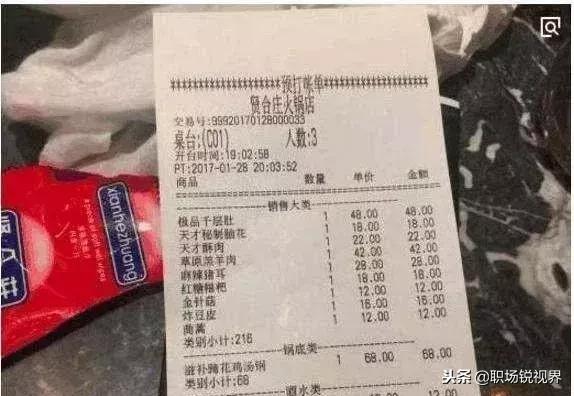 *****************预打帐单*****************
贤合庄火锅店
交易号:99920170128000033
桌台:(C01) 人数:3
开台时间:19:02:58
PT:2017-01-28 20:03:52
商品 数量 单价 金额
销售大类
极品千层肚 1 48.00 48.00
天才秘制脑花 1 18.00 18.00
天才酥肉 1 22.00 22.00
草原羔羊肉 1 42.00 42.00
麻辣猪耳 1 28.00 28.00
红糖糍粑 1 18.00 18.00
金针菇 1 12.00 12.00
炸豆皮 1 16.00 16.00
茼蒿 1 12.00 12.00
类别小计:216
锅底类
滋补蹄花鸡汤锅 1 68.00 68.00
类别小计:68
酒水类
xianhezhuang
头条 @职场锐视界